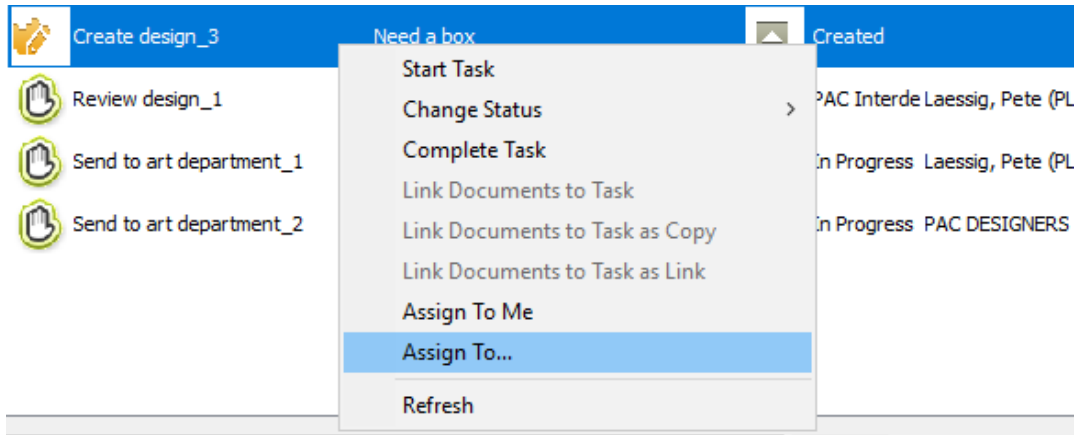 Create design_3 Need a box Created
Start Task
Review design_1 Change Status PAC Interde Laessig, Pete (PL
Complete Task
Send to art department_1 In Progress Laessig, Pete (PL
Link Documents to Task
Send to art department_2 Link Documents to Task as Copy In Progress PAC DESIGNERS
Link Documents to Task as Link
Assign To Me
Assign To...
Refresh